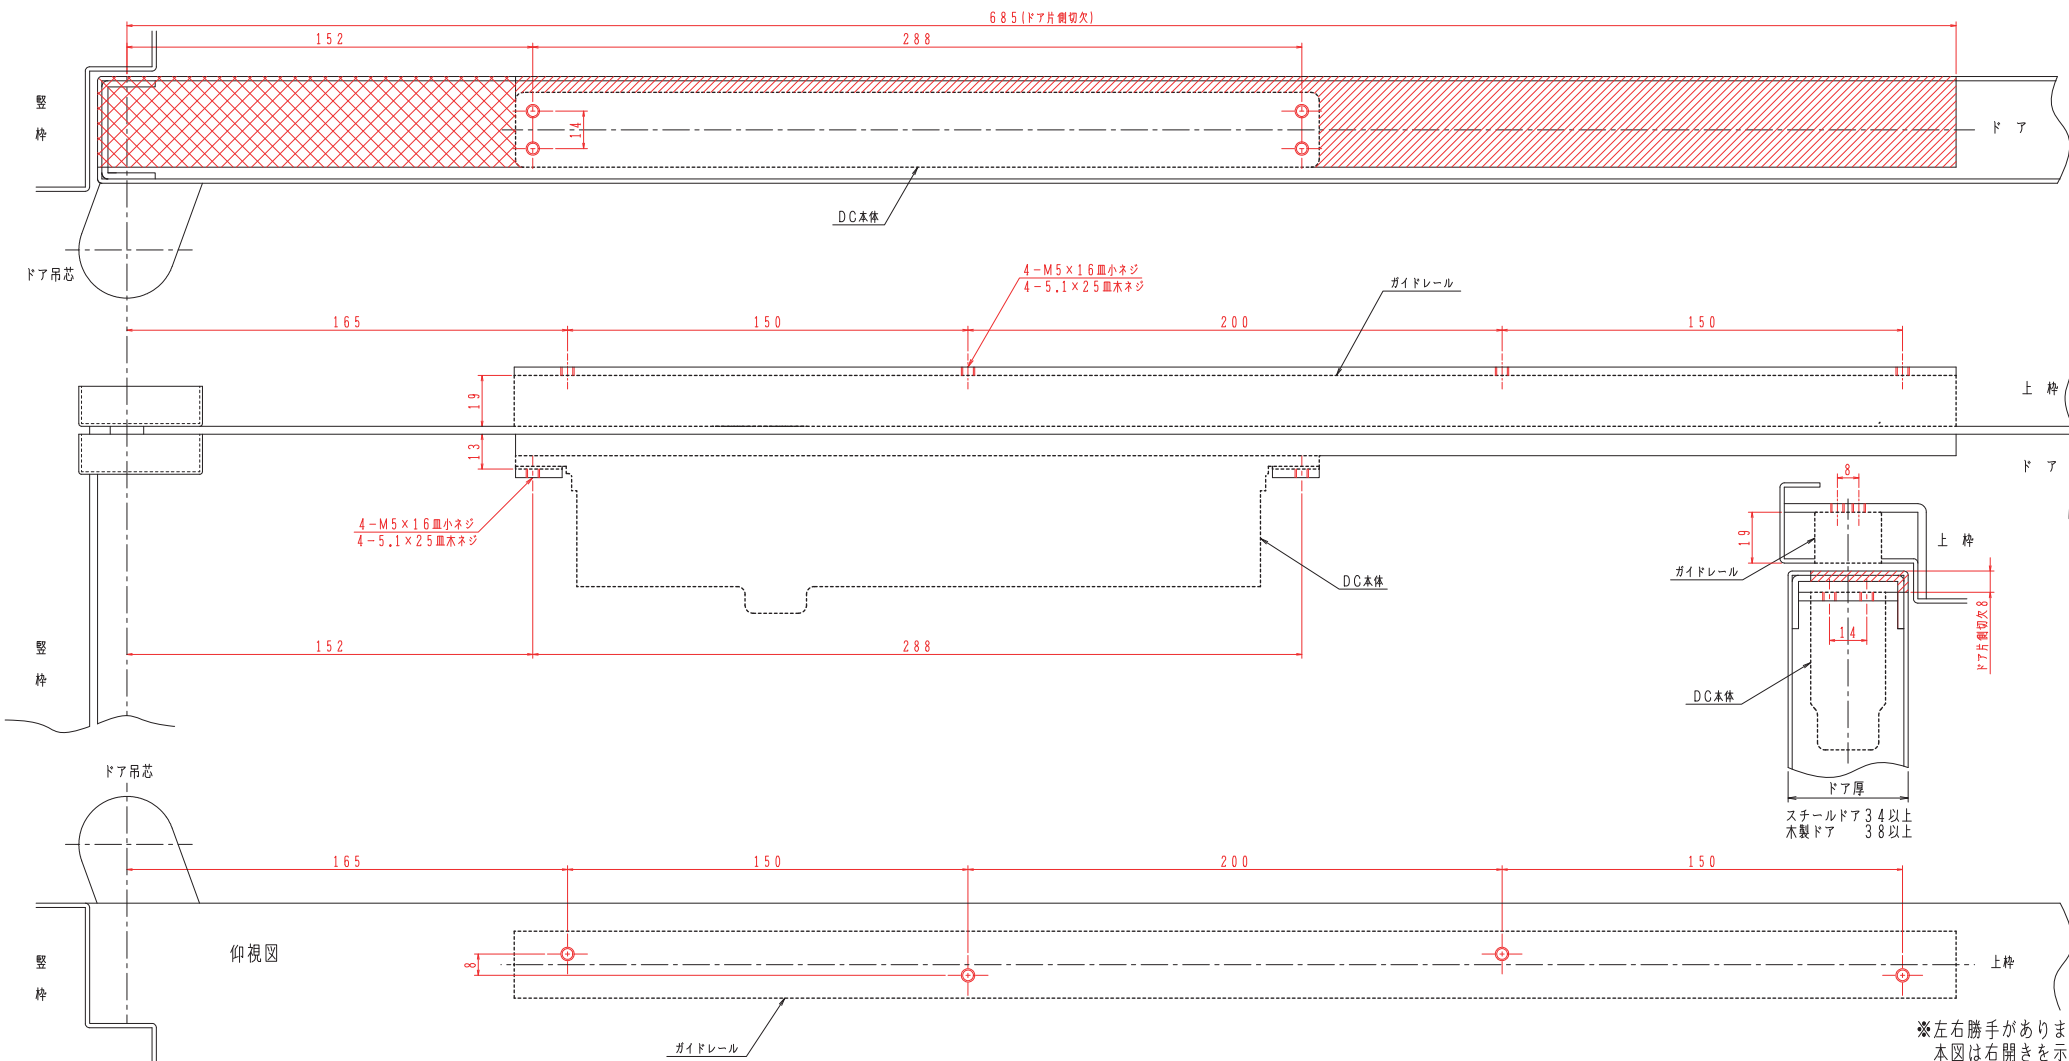 685(ドア片側切欠)
152
288
竪
枠
14
ドア
DC本体
ドア吊芯
4-M5×16皿小ネジ
4-5.1×25皿木ネジ
ガイドレール
165
150
200
150
19
上枠
13
ドア
4-M5×16皿小ネジ
4-5.1×25皿木ネジ
DC本体
8
19
上枠
ガイドレール
ドア片側切欠8
14
152
288
竪
枠
DC本体
ドア吊芯
ドア厚
スチールドア34以上
木製ドア 38以上
165
150
200
150
仰視図
竪
枠
8
上枠
ガイドレール
※左右勝手がありま
本図は右開きを示